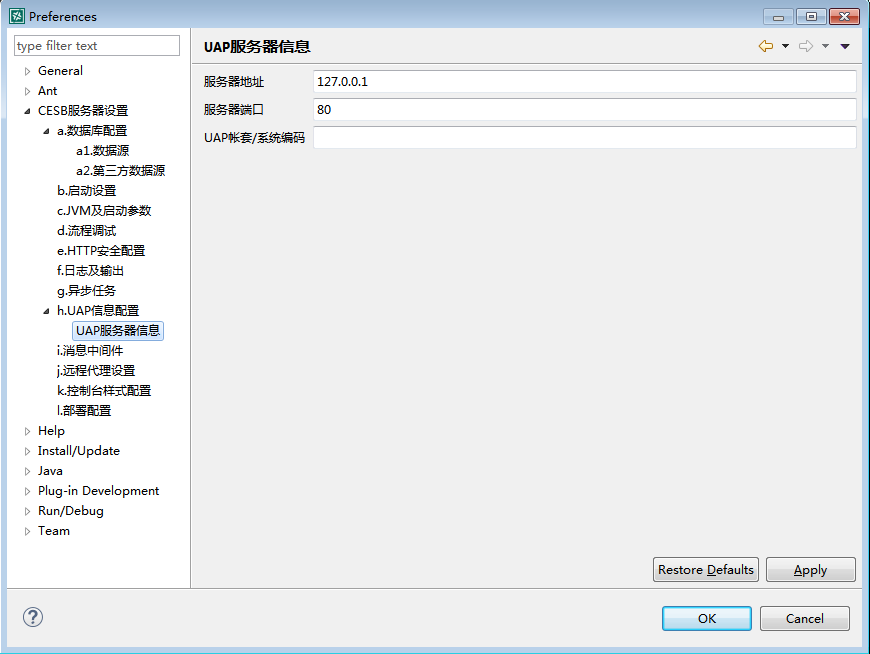 Preferences
type filter text
General
Ant
CESB服务器设置
a.数据库配置
a1.数据源
a2.第三方数据源
b.启动设置
c.JVM及启动参数
d.流程调试
e.HTTP安全配置
f.日志及输出
g.异步任务
h.UAP信息配置
UAP服务器信息
i.消息中间件
j.远程代理设置
k.控制台样式配置
l.部署配置
Help
Install/Update
Java
Plug-in Development
Run/Debug
Team
UAP服务器信息
服务器地址 127.0.0.1
服务器端口 80
UAP帐套/系统编码
Restore Defaults Apply
? OK Cancel